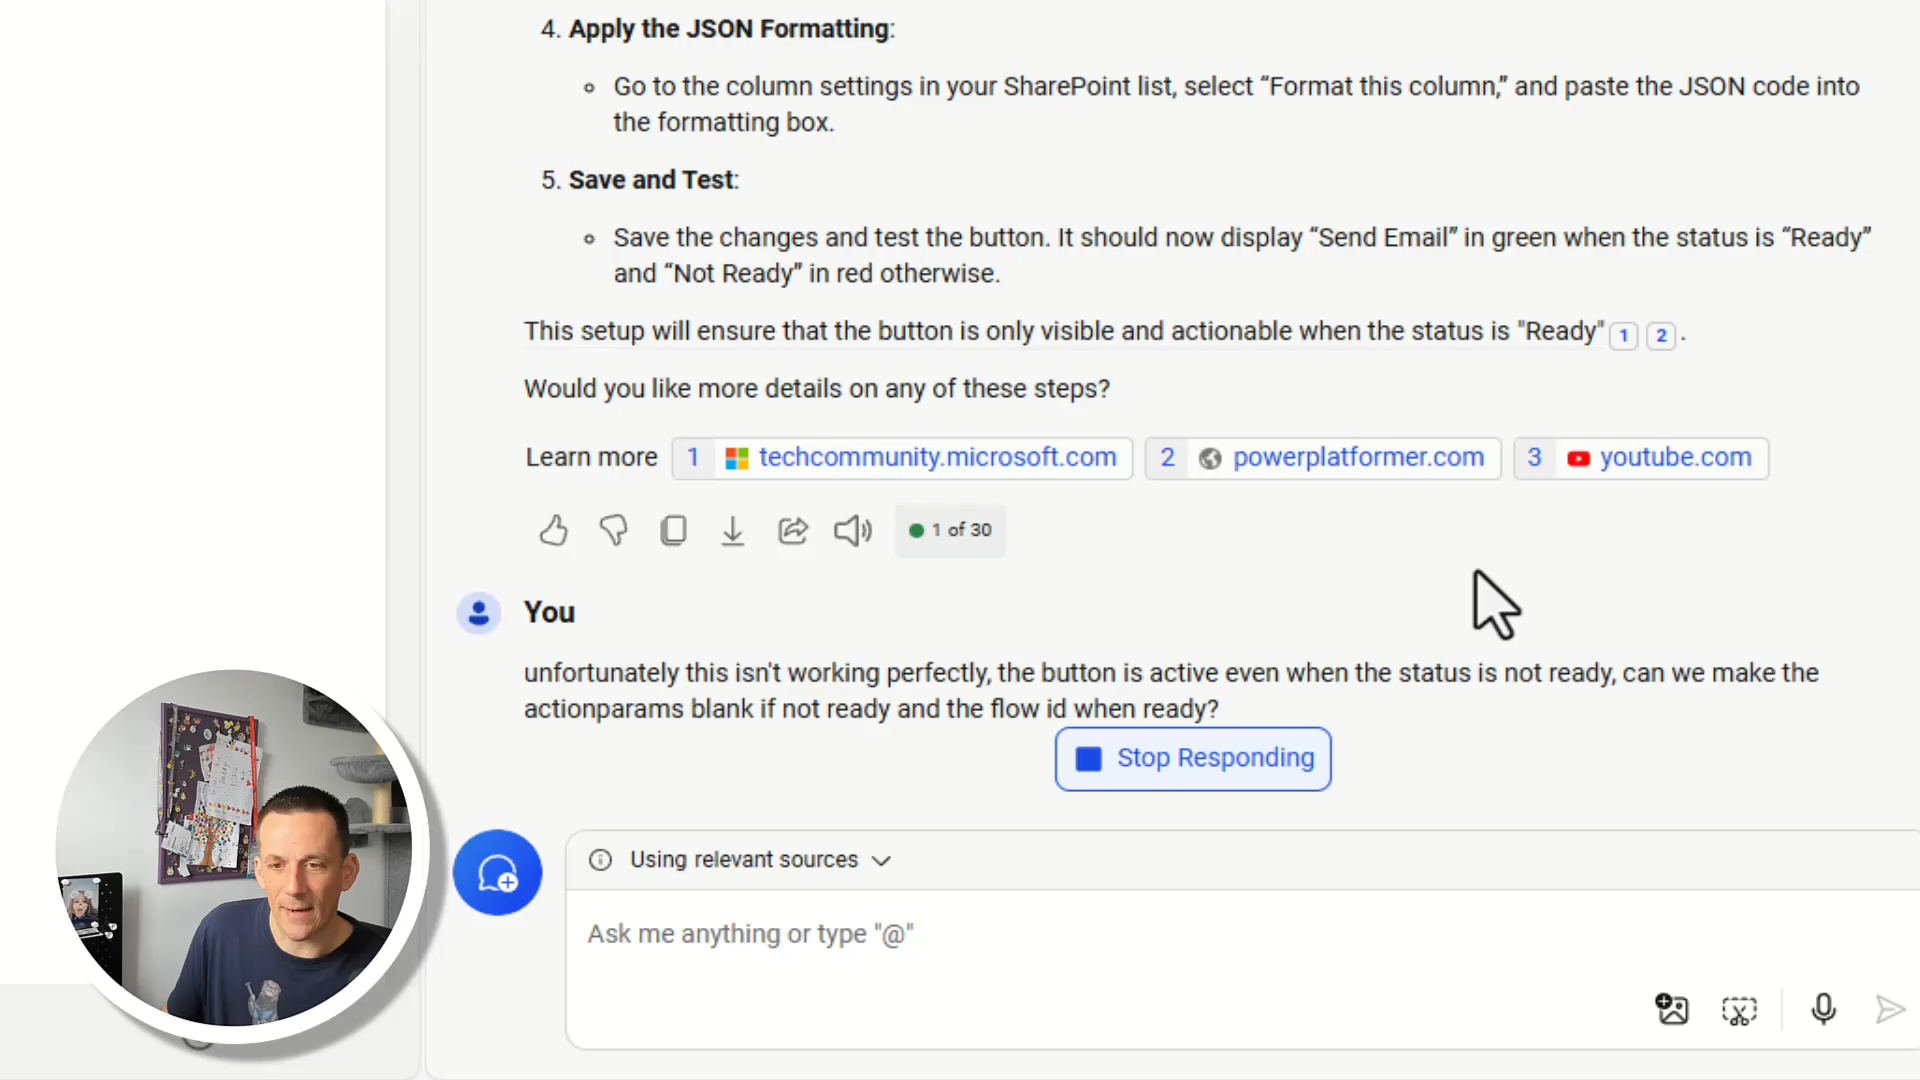 4. Apply the JSON Formatting:
Go to the column settings in your SharePoint list, select “Format this column,” and paste the JSON code into
the formatting box.
5. Save and Test:
Save the changes and test the button. It should now display “Send Email” in green when the status is “Ready”
and “Not Ready” in red otherwise.
This setup will ensure that the button is only visible and actionable when the status is "Ready" 1 2 .
Would you like more details on any of these steps?
Learn more 1 techcommunity.microsoft.com 2 powerplatformer.com 3 youtube.com
1 of 30
You
unfortunately this isn't working perfectly, the button is active even when the status is not ready, can we make the
actionparams blank if not ready and the flow id when ready?
Stop Responding
Using relevant sources
Ask me anything or type "@"